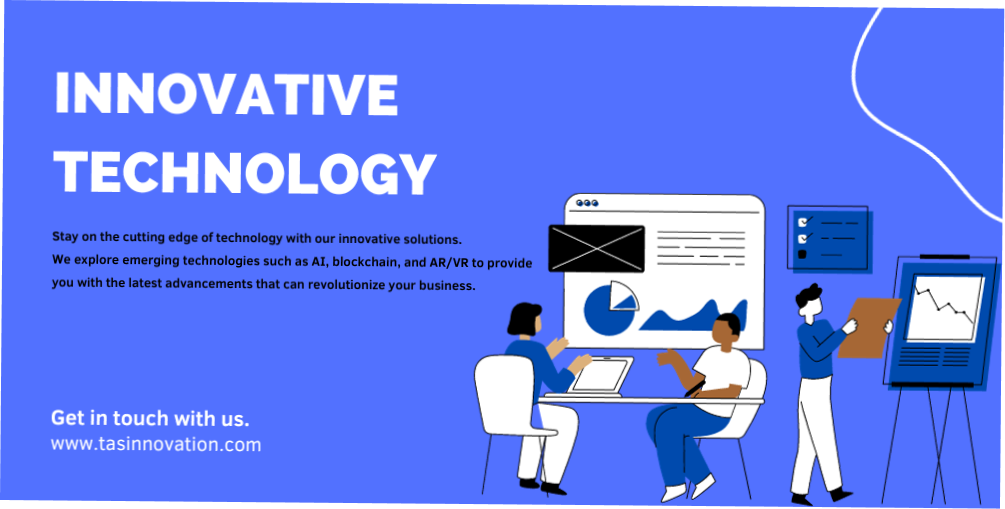 INNOVATIVE
TECHNOLOGY
Stay on the cutting edge of technology with our innovative solutions.
We explore emerging technologies such as AI, blockchain, and AR/VR to provide
you with the latest advancements that can revolutionize your business.
Get in touch with us.
www.tasinnovation.com